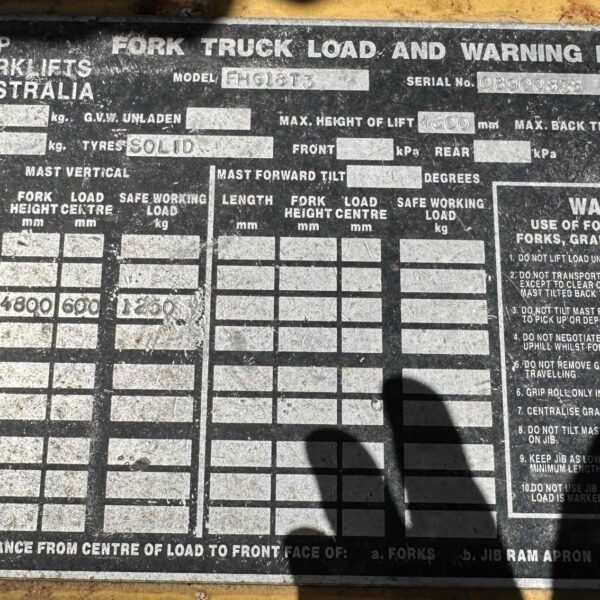 P
FORK TRUCK LOAD AND WARNING
RKLIFTS
STRALIA
MODEL FHG18T3 SERIAL No.
kg. G.V.W. UNLADEN MAX. HEIGHT OF LIFT 4800 mm MAX. BACK
kg. TYRES SOLID FRONT kPa REAR kPa
MAST VERTICAL MAST FORWARD TILT DEGREES
FORK HEIGHT mm LOAD CENTRE mm SAFE WORKING LOAD kg LENGTH mm FORK HEIGHT mm LOAD CENTRE mm SAFE WORKING LOAD kg
4800 600 1250
WA
USE OF FO
FORKS, GRA
1. DO NOT LIFT LOAD UN
2. DO NOT TRANSPORT
EXCEPT TO CLEAR
MAST TILTED BACK
3. DO NOT TILT MAST
TO PICK UP OR DEP
4. DO NOT NEGOTIATE
UPHILL WHILST FO
5. DO NOT REMOVE G
TRAVELLING
6. GRIP ROLL ONLY IN
7. CENTRALISE GRA
8. DO NOT TILT MAS
ON JIB.
9. KEEP JIB AS LOW
MINIMUM LENGTH
10. DO NOT USE JIB
LOAD IS MARKED
ANCE FROM CENTRE OF LOAD TO FRONT FACE OF: a. FORKS b. JIB RAM APRON